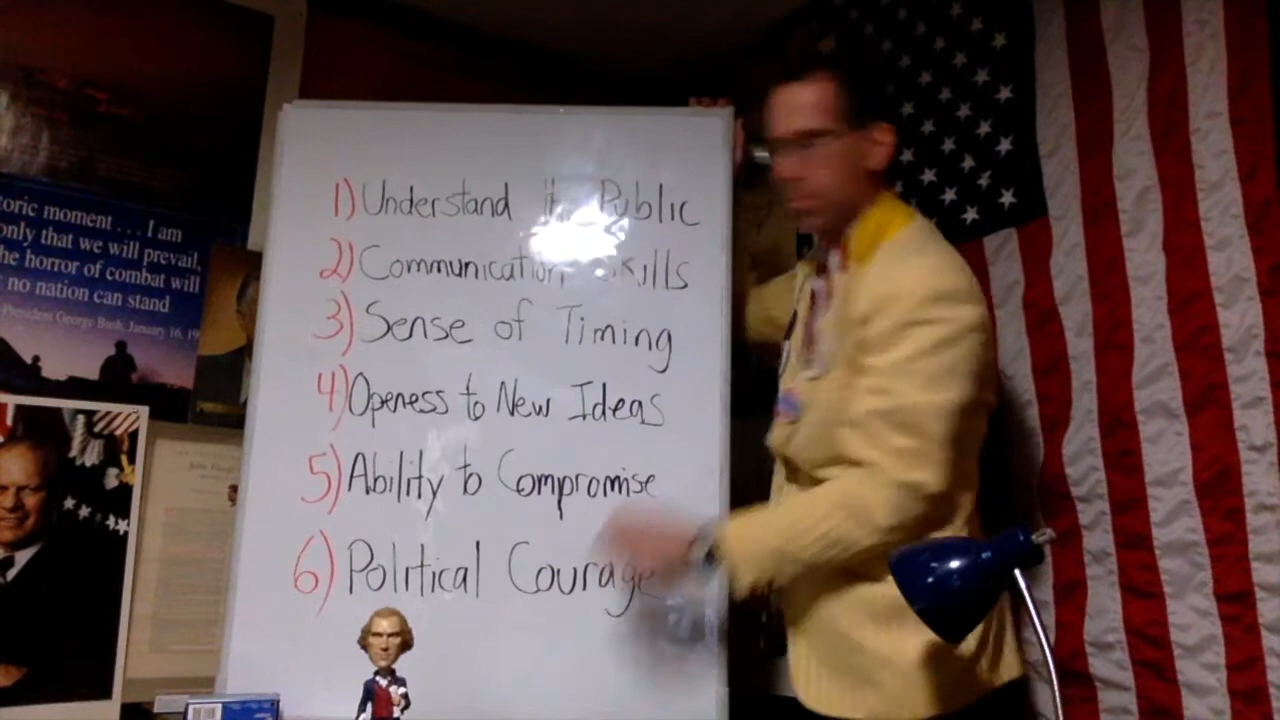 toric moment . . . I am
only that we will prevail,
he horror of combat will
no nation can stand
President George Bush, January 16, 19
1) Understand the Public
2) Communication Skills
3) Sense of Timing
4) Openess to New Ideas
5) Ability to Compromise
6) Political Courage